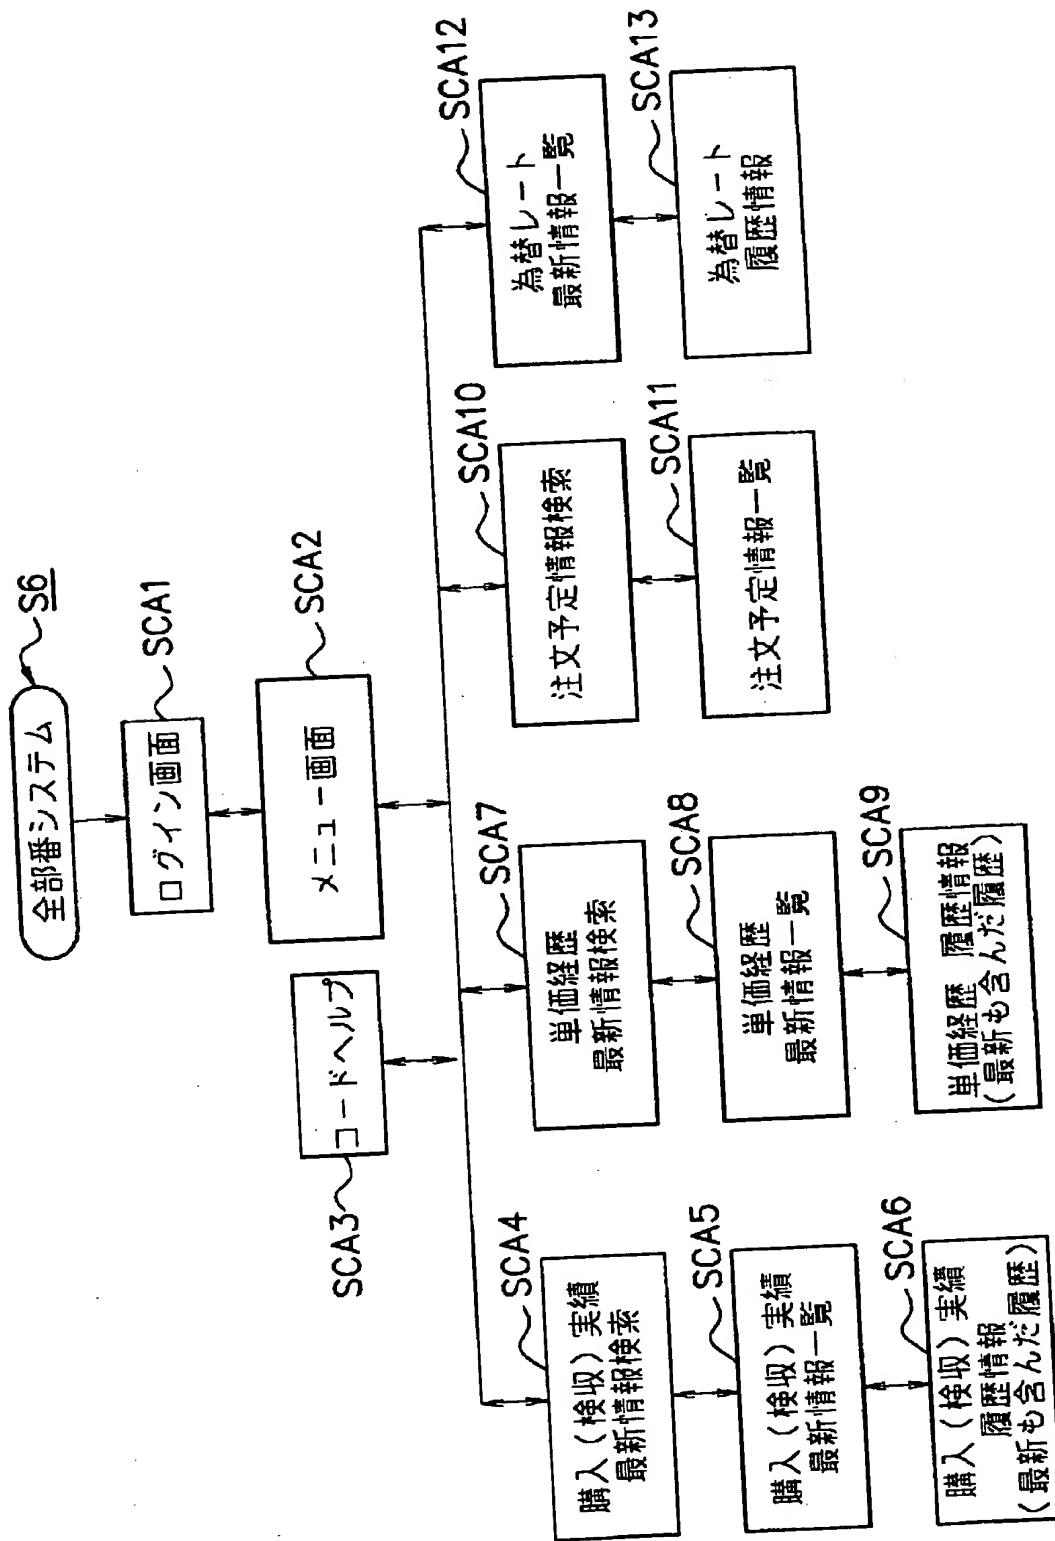 全部番システム
S6
ログイン画面
SCA1
メニュー画面
SCA2
コードヘルプ
SCA3
購入(検収)実績
最新情報検索
SCA4
購入(検収)実績
最新情報一覧
SCA5
購入(検収)実績
履歴情報
(最新も含んだ履歴)
SCA6
単価経歴
最新情報検索
SCA7
単価経歴
最新情報一覧
SCA8
単価経歴 履歴情報
(最新も含んだ履歴)
SCA9
注文予定情報検索
SCA10
注文予定情報一覧
SCA11
為替レート
最新情報一覧
SCA12
為替レート
履歴情報
SCA13